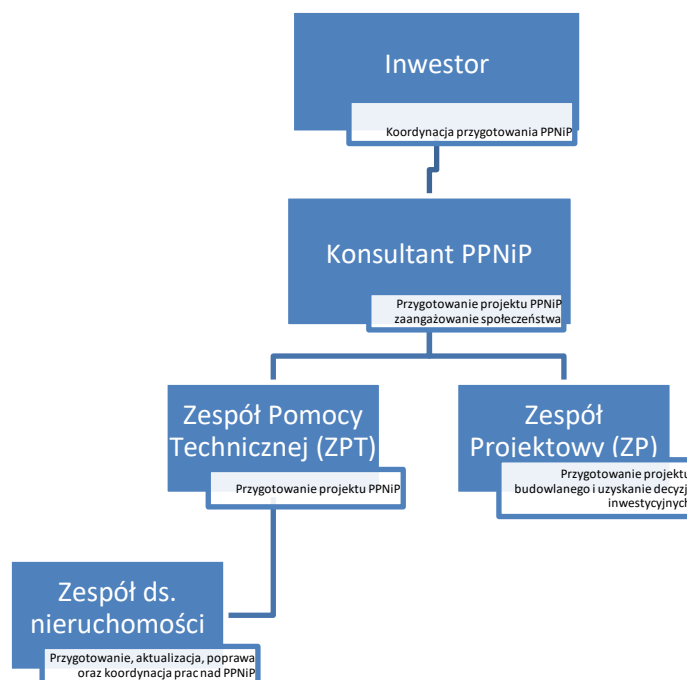 Inwestor
Koordynacja przygotowania PPNiP
Konsultant PPNiP
Przygotowanie projektu PPNiP
zaangażowanie społeczeństwa
Zespół Pomocy
Technicznej (ZPT)
Przygotowanie projektu PPNiP
Zespół
Projektowy (ZP)
Przygotowanie projektu
budowlanego i uzyskanie decyzji
inwestycyjnych
Zespół ds.
nieruchomości
Przygotowanie, aktualizacja, poprawa
oraz koordynacja prac nad PPNiP